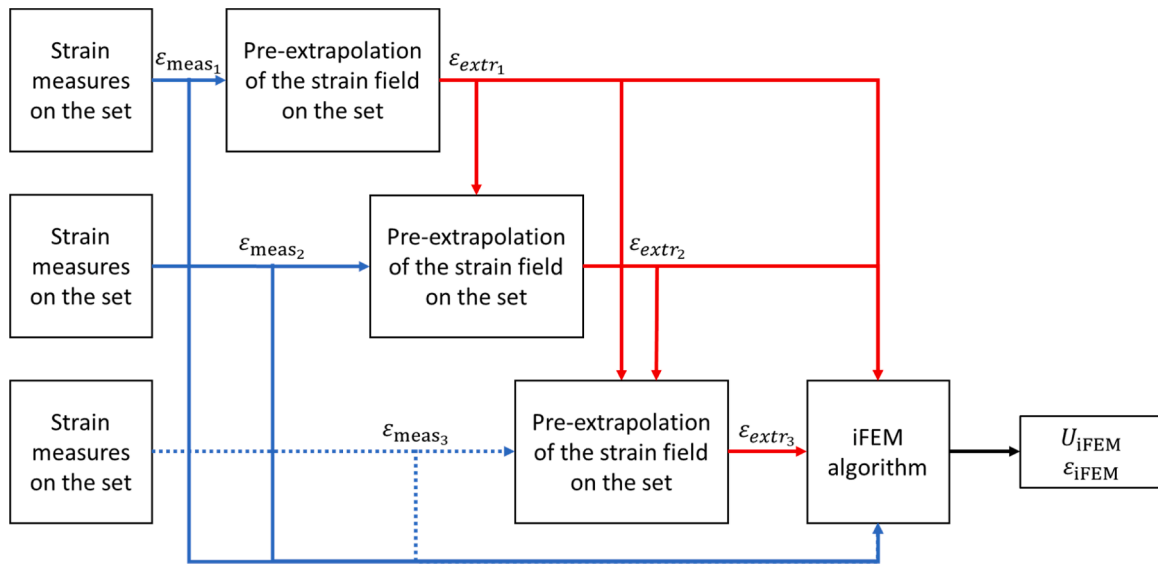 Strain
measures
on the set
ε_meas₁
Pre-extrapolation
of the strain field
on the set
ε_extr₁
Strain
measures
on the set
ε_meas₂
Pre-extrapolation
of the strain field
on the set
ε_extr₂
Strain
measures
on the set
ε_meas₃
Pre-extrapolation
of the strain field
on the set
ε_extr₃
iFEM
algorithm
U_iFEM
ε_iFEM